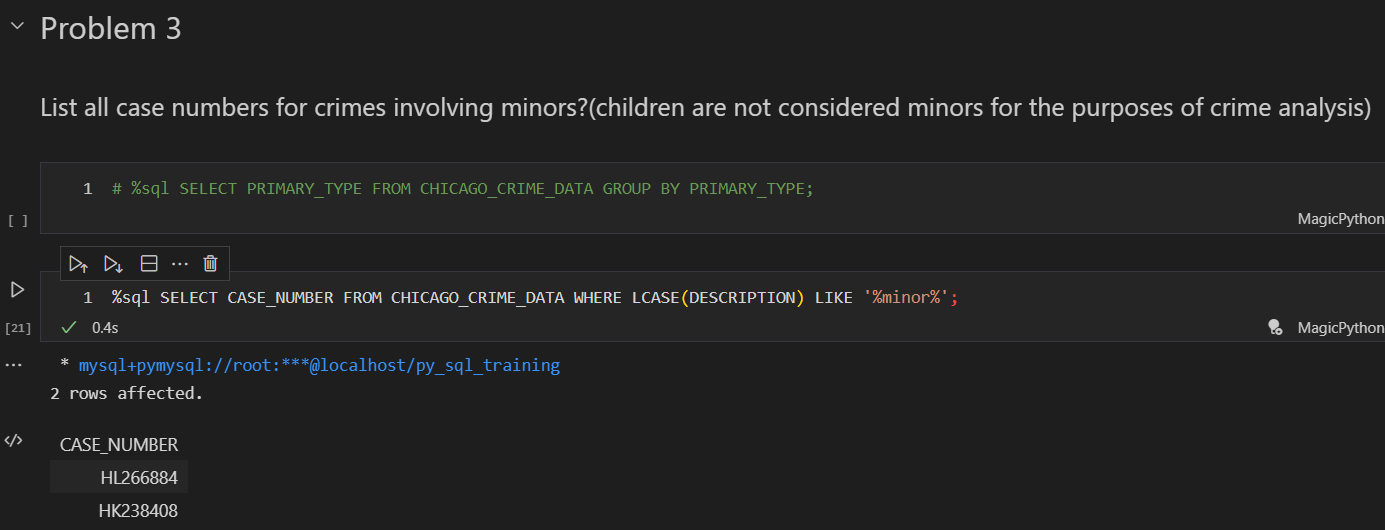 Problem 3
List all case numbers for crimes involving minors?(children are not considered minors for the purposes of crime analysis)
1 # %sql SELECT PRIMARY_TYPE FROM CHICAGO_CRIME_DATA GROUP BY PRIMARY_TYPE;
[ ]
MagicPython
1 %sql SELECT CASE_NUMBER FROM CHICAGO_CRIME_DATA WHERE LCASE(DESCRIPTION) LIKE '%minor%';
[21] 0.4s MagicPython
* mysql+pymysql://root:***@localhost/py_sql_training
2 rows affected.
CASE_NUMBER
HL266884
HK238408